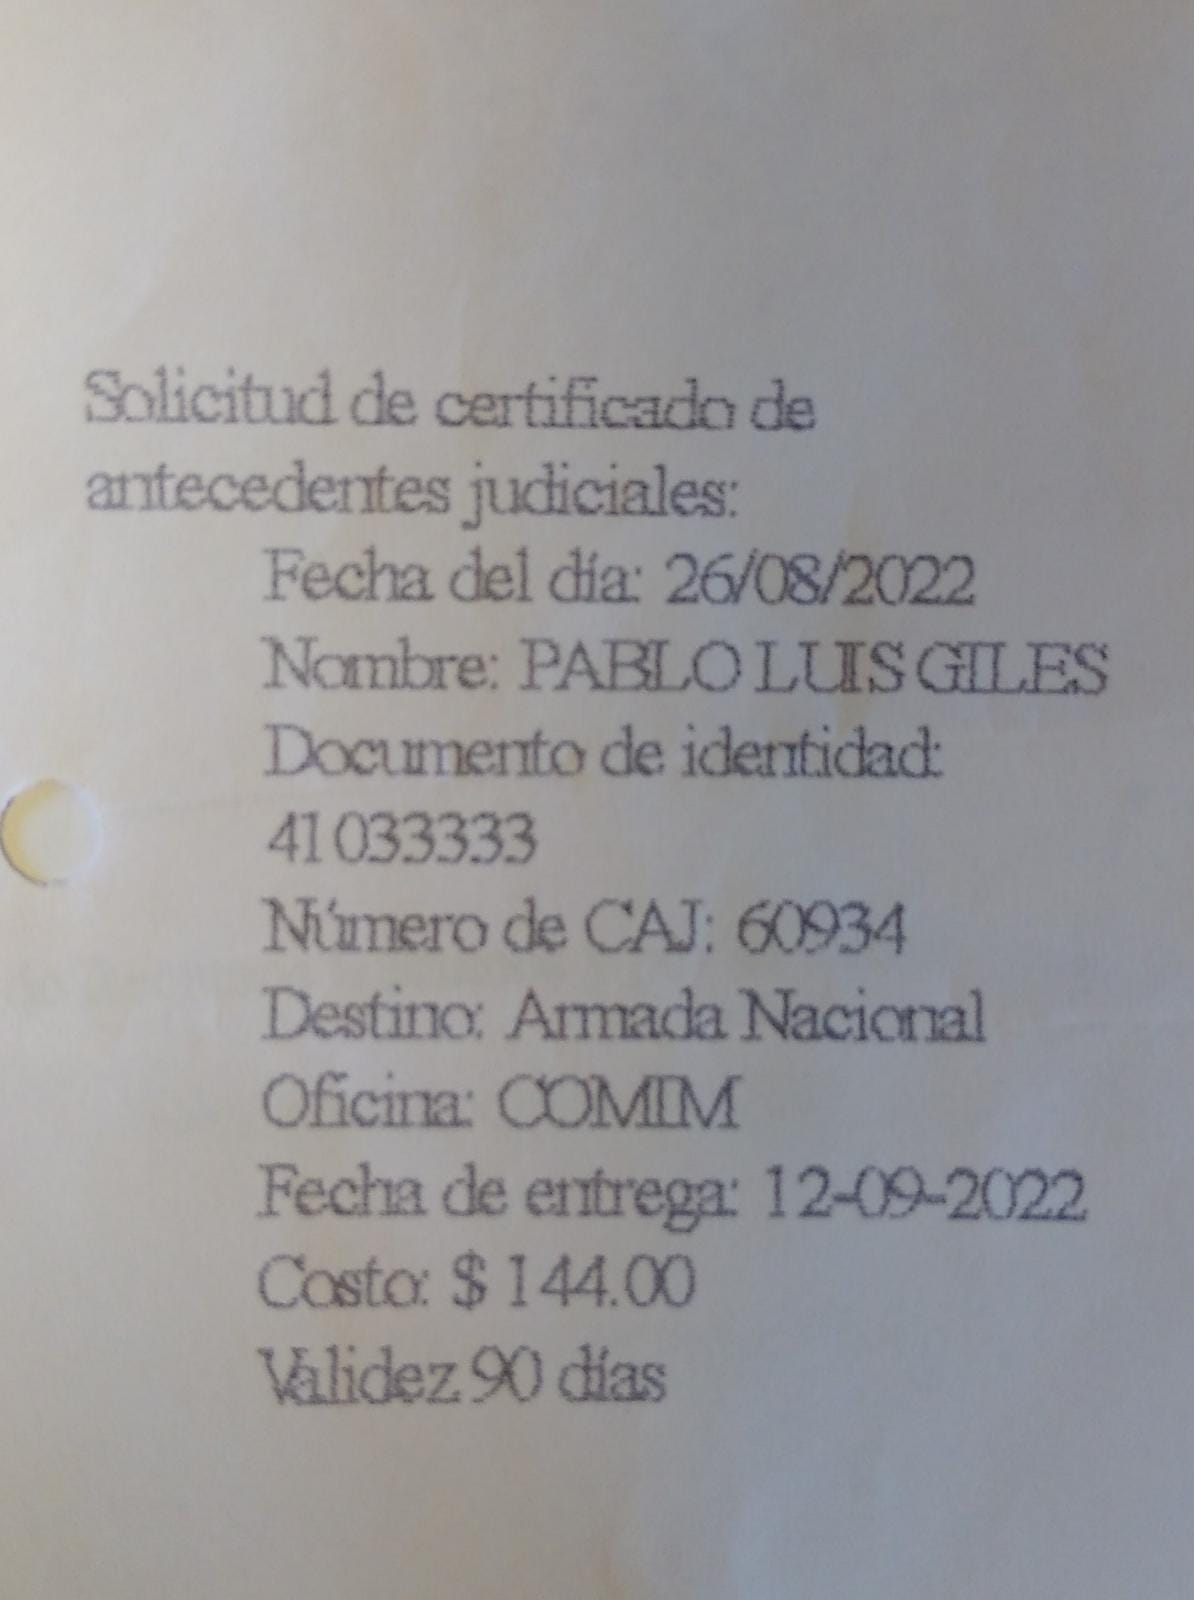 Solicitud de certificado de
antecedentes judiciales:
Fecha del día: 26/08/2022
Nombre: PABLO LUIS GILES
Documento de identidad:
41033333
Número de CAJ: 60934
Destino: Armada Nacional
Oficina: COMIM
Fecha de entrega: 12-09-2022
Costo: $ 144.00
Validez 90 días